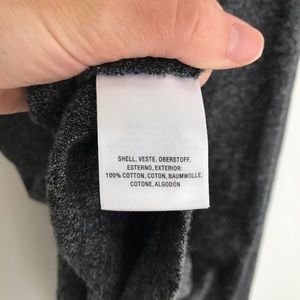 SHELL, VESTE, OBERSTOFF,
ESTERNO, EXTERIOR:
100% COTTON, COTON, BAUMWOLLE,
COTONE, ALGODÓN